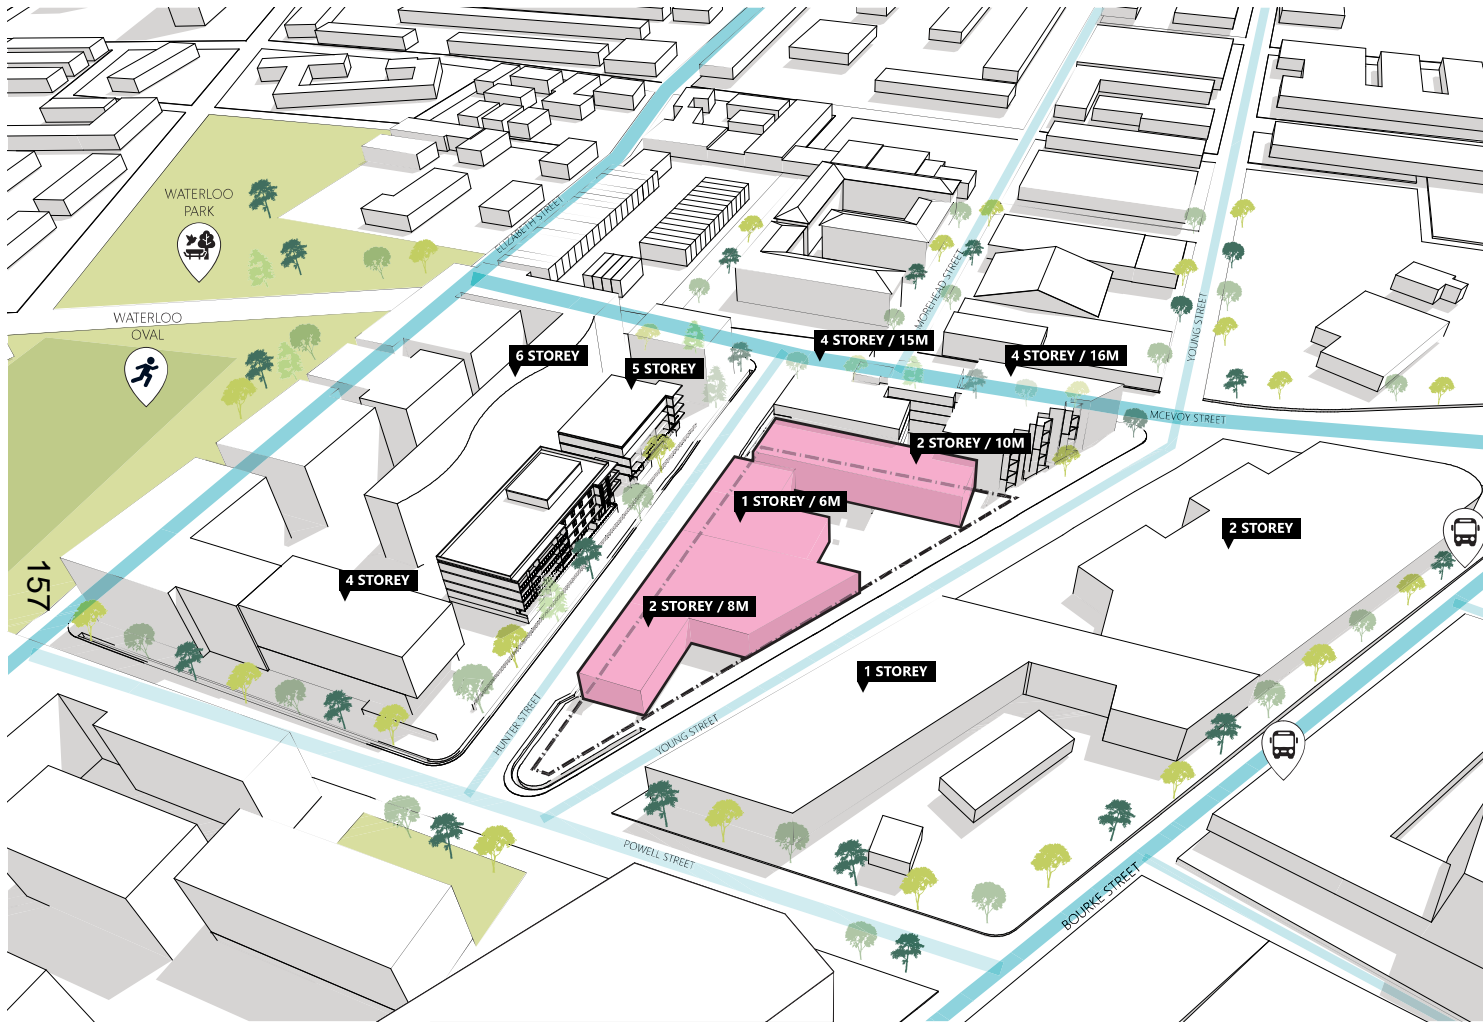 WATERLOO
PARK
ELIZABETH STREET
WATERLOO
OVAL
MOREHEAD STREET
YOUNG STREET
4 STOREY / 15M
6 STOREY
5 STOREY
4 STOREY / 16M
MCEVOY STREET
2 STOREY / 10M
1 STOREY / 6M
2 STOREY
157
4 STOREY
2 STOREY / 8M
1 STOREY
HUNTER STREET
YOUNG STREET
POWELL STREET
BOURKE STREET